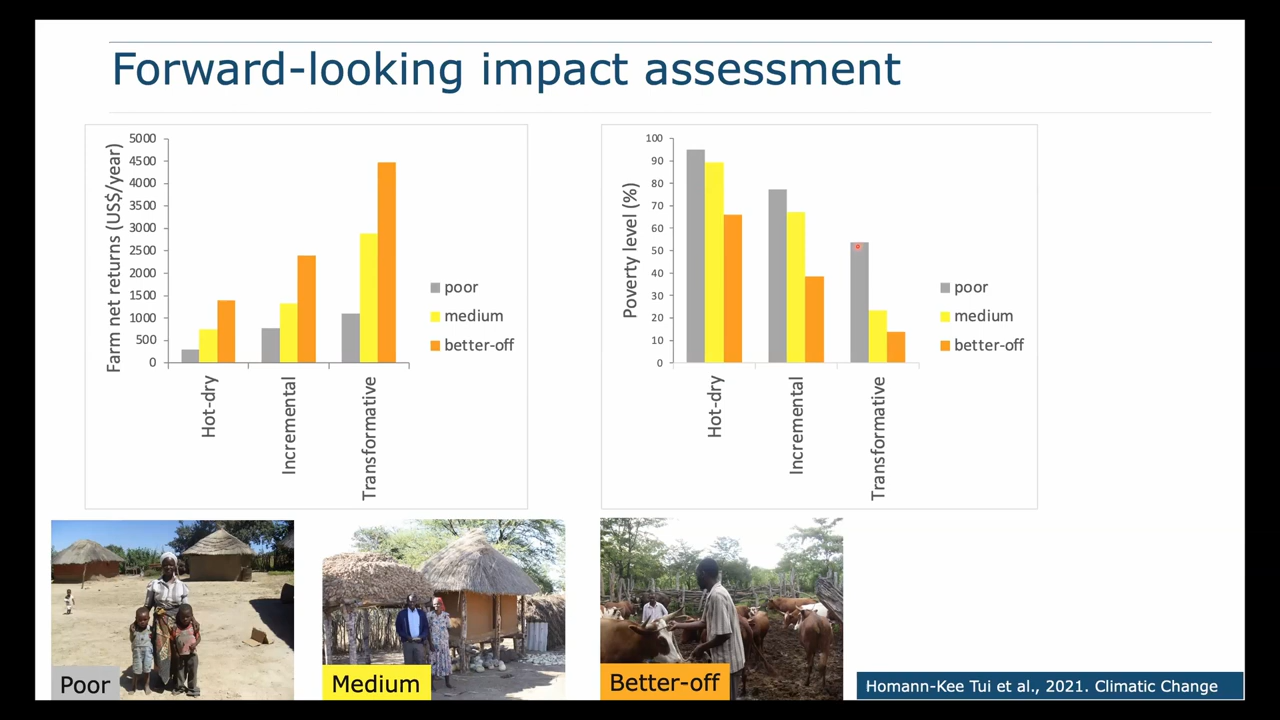 Forward-looking impact assessment
Farm net returns (US$/year)
5000
4500
4000
3500
3000
2500
2000
1500
1000
500
0
Hot-dry
Incremental
Transformative
poor
medium
better-off
Poverty level (%)
100
90
80
70
60
50
40
30
20
10
0
Hot-dry
Incremental
Transformative
poor
medium
better-off
Poor
Medium
Better-off
Homann-Kee Tui et al., 2021. Climatic Change